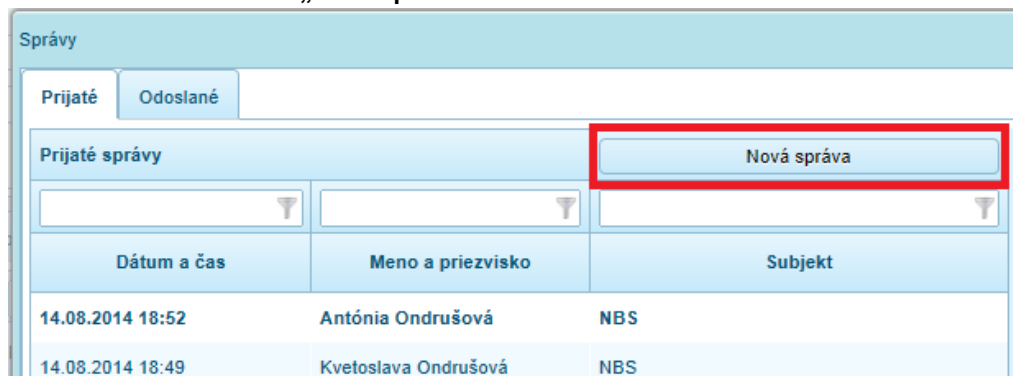 Správy
Prijaté Odoslané
Prijaté správy Nová správa
Dátum a čas Meno a priezvisko Subjekt
14.08.2014 18:52 Antónia Ondrušová NBS
14.08.2014 18:49 Kvetoslava Ondrušová NBS